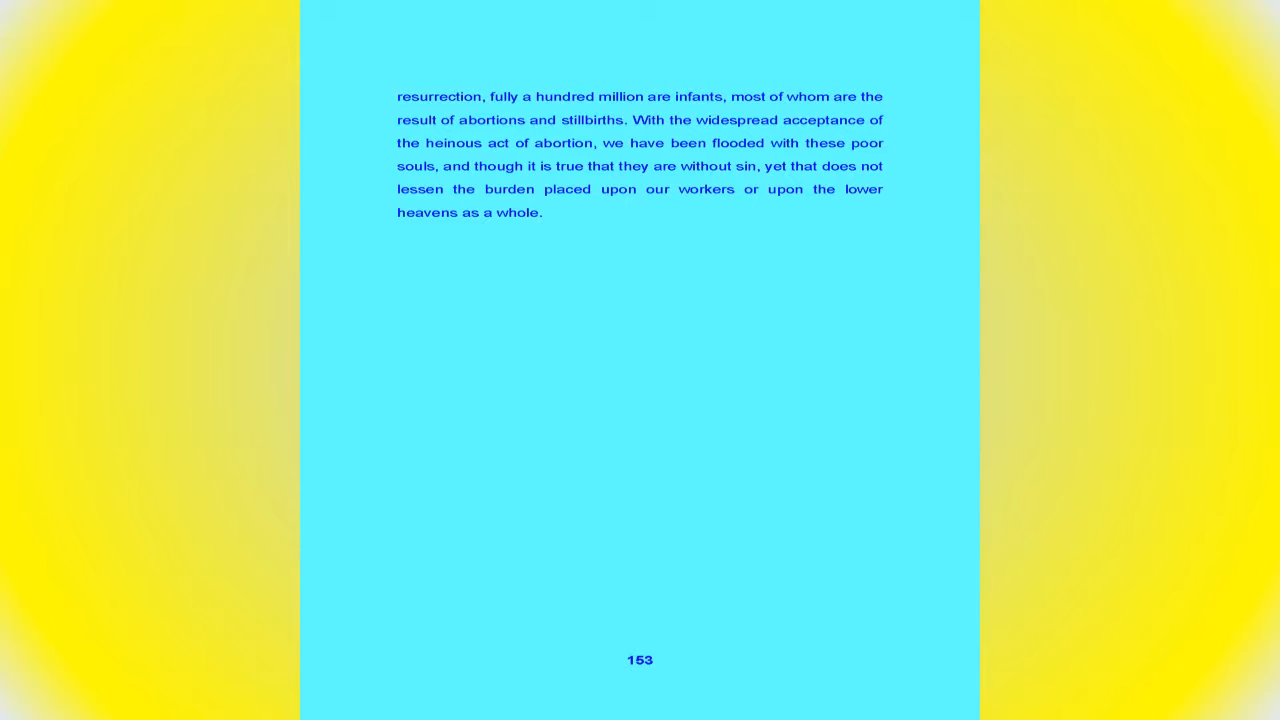 resurrection, fully a hundred million are infants, most of whom are the
result of abortions and stillbirths. With the widespread acceptance of
the heinous act of abortion, we have been flooded with these poor
souls, and though it is true that they are without sin, yet that does not
lessen the burden placed upon our workers or upon the lower
heavens as a whole.
153